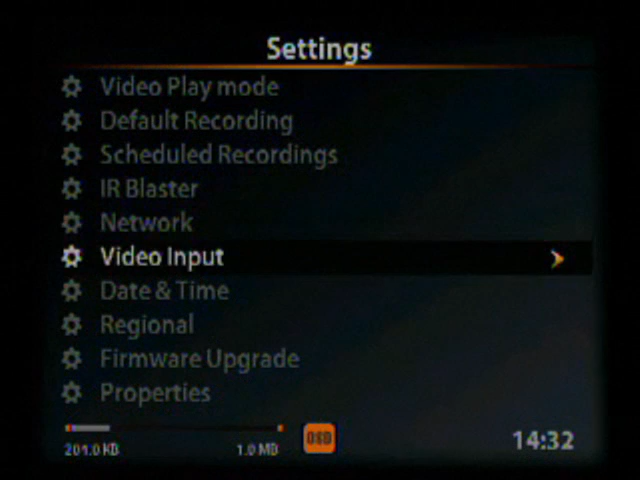 Settings
Video Play mode
Default Recording
Scheduled Recordings
IR Blaster
Network
Video Input
Date & Time
Regional
Firmware Upgrade
Properties
201.0 KB 1.0 MB OSD 14:32